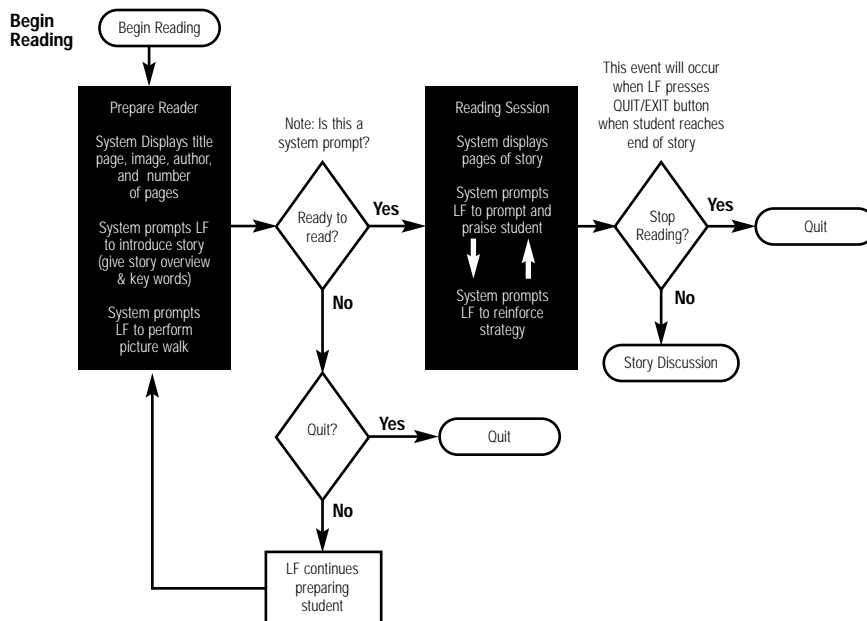 Begin
Reading
Begin Reading
Prepare Reader
System Displays title
page, image, author,
and number
of pages
System prompts LF
to introduce story
(give story overview
& key words)
System prompts
LF to perform
picture walk
Note: Is this a
system prompt?
Ready to
read?
Yes
No
Reading Session
System displays
pages of story
System prompts
LF to prompt and
praise student
System prompts
LF to reinforce
strategy
This event will occur
when LF presses
QUIT/EXIT button
when student reaches
end of story
Stop
Reading?
Yes
Quit
No
Story Discussion
Quit?
Yes
Quit
No
LF continues
preparing
student